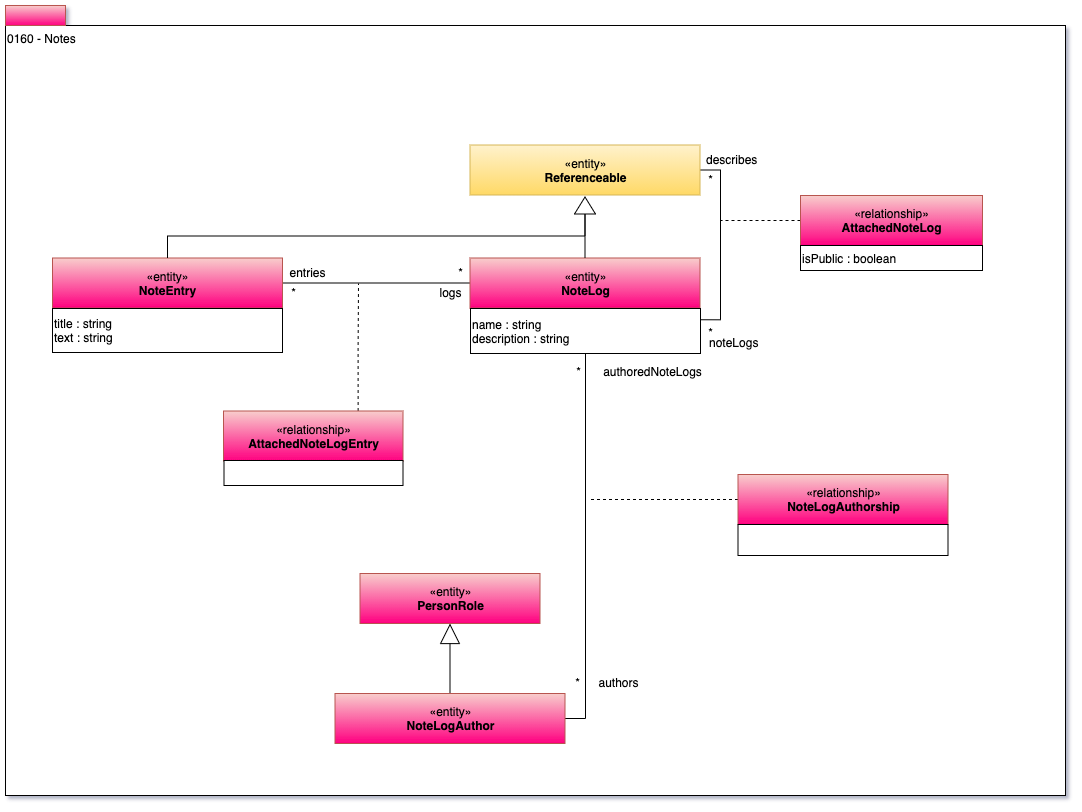 0160 - Notes
describes
«entity»
Referenceable
*
«relationship»
AttachedNoteLog
isPublic : boolean
«entity»
NoteEntry
title : string
text : string
entries
*
*
logs
«entity»
NoteLog
name : string
description : string
*
noteLogs
*
authoredNoteLogs
«relationship»
AttachedNoteLogEntry
«relationship»
NoteLogAuthorship
«entity»
PersonRole
*
authors
«entity»
NoteLogAuthor